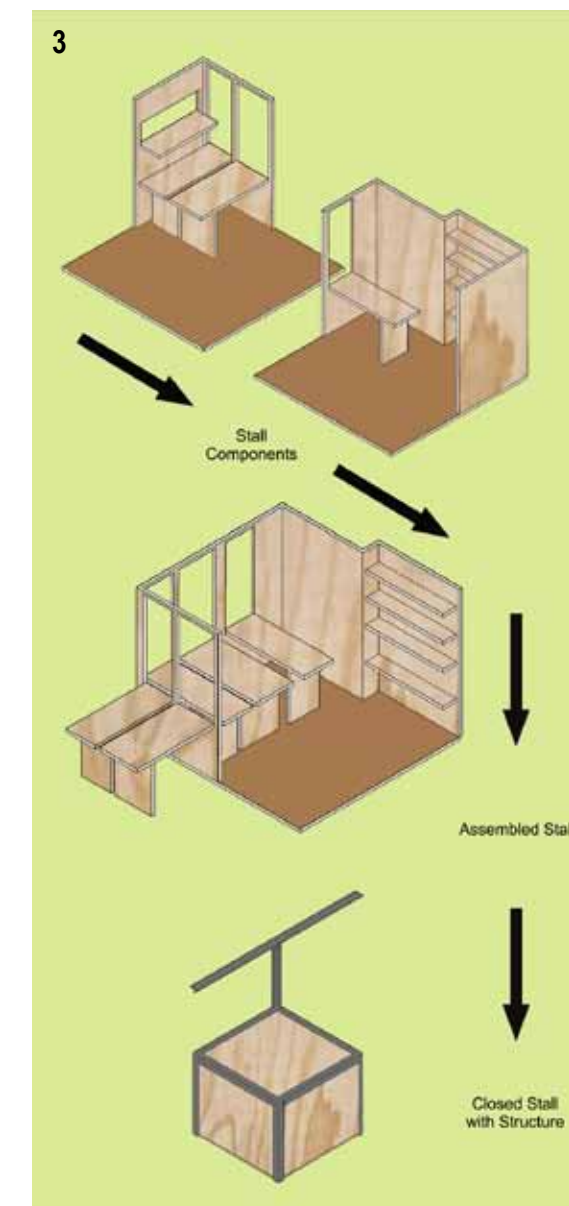 3
Stall
Components
Assembled Stal
Closed Stall
with Structure